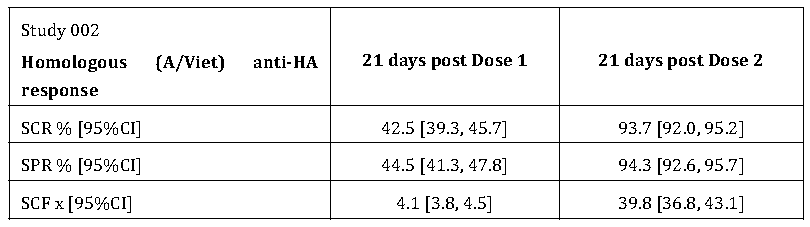 Study 002
Homologous (A/Viet) anti-HA
response
21 days post Dose 1
21 days post Dose 2
SCR % [95%CI]
42.5 [39.3, 45.7]
93.7 [92.0, 95.2]
SPR % [95%CI]
44.5 [41.3, 47.8]
94.3 [92.6, 95.7]
SCF x [95%CI]
4.1 [3.8, 4.5]
39.8 [36.8, 43.1]